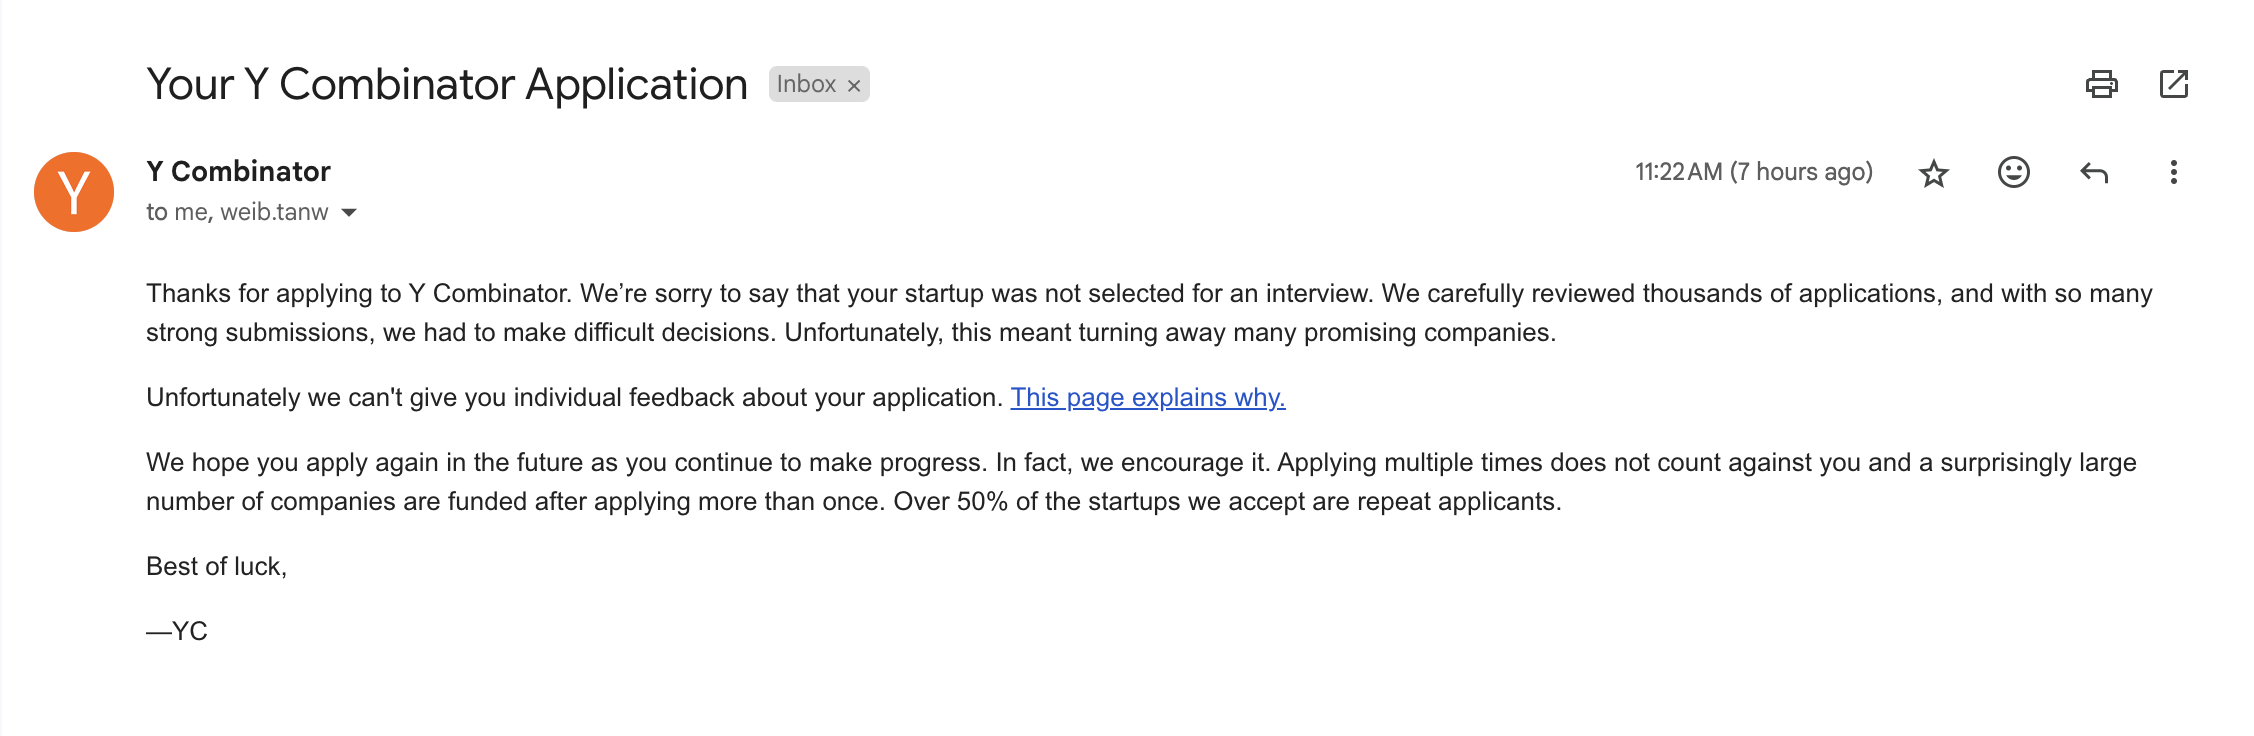 Your Y Combinator Application Inbox ×
Y
Y Combinator 11:22 AM (7 hours ago)
to me, weib.tanw
Thanks for applying to Y Combinator. We’re sorry to say that your startup was not selected for an interview. We carefully reviewed thousands of applications, and with so many
strong submissions, we had to make difficult decisions. Unfortunately, this meant turning away many promising companies.
Unfortunately we can't give you individual feedback about your application. This page explains why.
We hope you apply again in the future as you continue to make progress. In fact, we encourage it. Applying multiple times does not count against you and a surprisingly large
number of companies are funded after applying more than once. Over 50% of the startups we accept are repeat applicants.
Best of luck,
—YC